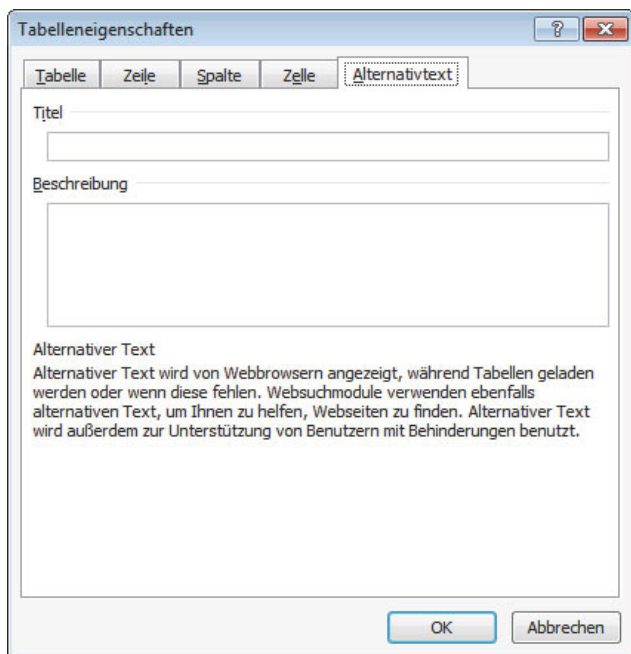 Tabelleneigenschaften
Tabelle Zeile Spalte Zelle Alternativtext
Titel
Beschreibung
Alternativer Text
Alternativer Text wird von Webbrowsern angezeigt, während Tabellen geladen
werden oder wenn diese fehlen. Websuchmodule verwenden ebenfalls
alternativen Text, um Ihnen zu helfen, Webseiten zu finden. Alternativer Text
wird außerdem zur Unterstützung von Benutzern mit Behinderungen benutzt.
OK Abbrechen